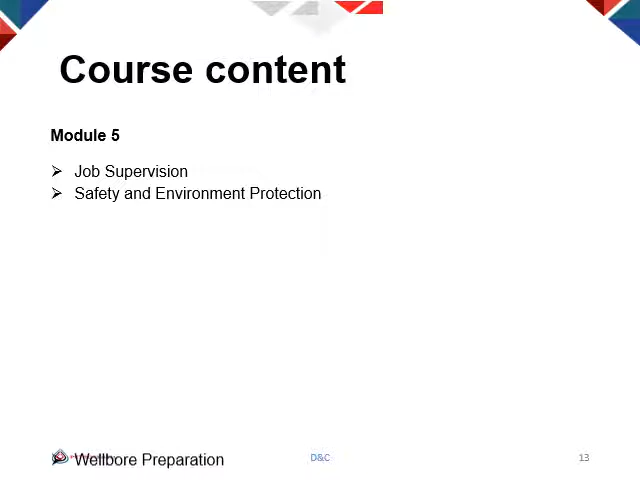 Course content
Module 5
➢ Job Supervision
➢ Safety and Environment Protection
➢ Wellbore Preparation
D&C
13